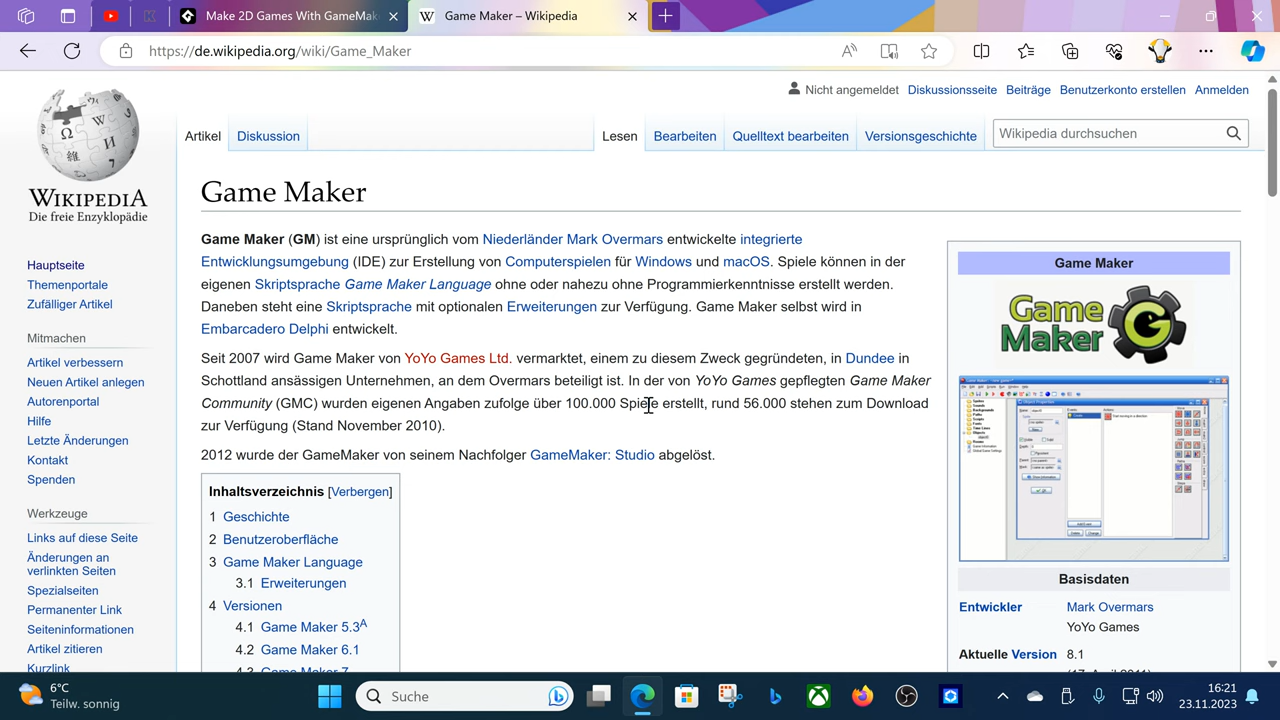 Make 2D Games With GameMak
Game Maker – Wikipedia
https://de.wikipedia.org/wiki/Game_Maker
Nicht angemeldet Diskussionsseite Beiträge Benutzerkonto erstellen Anmelden
Artikel Diskussion Lesen Bearbeiten Quelltext bearbeiten Versionsgeschichte Wikipedia durchsuchen
WIKIPEDIA
Die freie Enzyklopädie
Hauptseite
Themenportale
Zufälliger Artikel
Mitmachen
Artikel verbessern
Neuen Artikel anlegen
Autorenportal
Hilfe
Letzte Änderungen
Kontakt
Spenden
Werkzeuge
Links auf diese Seite
Änderungen an
verlinkten Seiten
Spezialseiten
Permanenter Link
Seiteninformationen
Artikel zitieren
Kurzlink
Game Maker
Game Maker (GM) ist eine ursprünglich vom Niederländer Mark Overmars entwickelte integrierte
Entwicklungsumgebung (IDE) zur Erstellung von Computerspielen für Windows und macOS. Spiele können in der
eigenen Skriptsprache Game Maker Language ohne oder nahezu ohne Programmierkenntnisse erstellt werden.
Daneben steht eine Skriptsprache mit optionalen Erweiterungen zur Verfügung. Game Maker selbst wird in
Embarcadero Delphi entwickelt.
Seit 2007 wird Game Maker von YoYo Games Ltd. vermarktet, einem zu diesem Zweck gegründeten, in Dundee in
Schottland ansässigen Unternehmen, an dem Overmars beteiligt ist. In der von YoYo Games gepflegten Game Maker
Community (GMC) wurden eigenen Angaben zufolge über 100.000 Spiele erstellt rund 56.000 stehen zum Download
zur Verfügung (Stand November 2010).
2012 wurde der GameMaker von seinem Nachfolger GameMaker: Studio abgelöst.
Inhaltsverzeichnis [Verbergen]
1 Geschichte
2 Benutzeroberfläche
3 Game Maker Language
3.1 Erweiterungen
4 Versionen
4.1 Game Maker 5.3A
4.2 Game Maker 6.1
4.3 Game Maker 7
Game Maker
Game
Maker
Basisdaten
Entwickler Mark Overmars
YoYo Games
Aktuelle Version 8.1
(17. April 2011)
6°C
Teilw. sonnig
Suche
16:21
23.11.2023